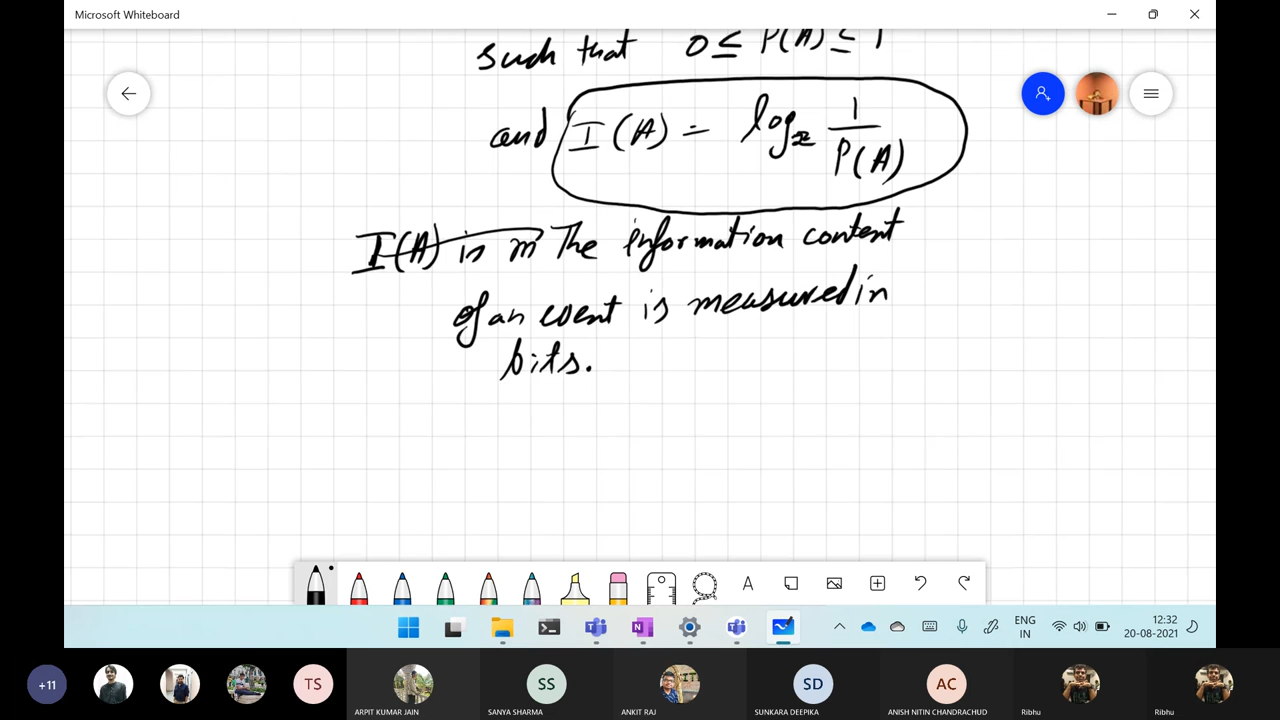 Microsoft Whiteboard
such that 0 ≤ P(A) ≤ 1
and I(A) = log₂ 1/P(A)
I(A) is m The information content
of an event is measured in
bits.
A
ENG
IN
12:32
20-08-2021
+11
TS
SS
SD
AC
ARPIT KUMAR JAIN
SANYA SHARMA
ANKIT RAJ
SUNKARA DEEPIKA
ANISH NITIN CHANDRACHUD
Ribhu
Ribhu